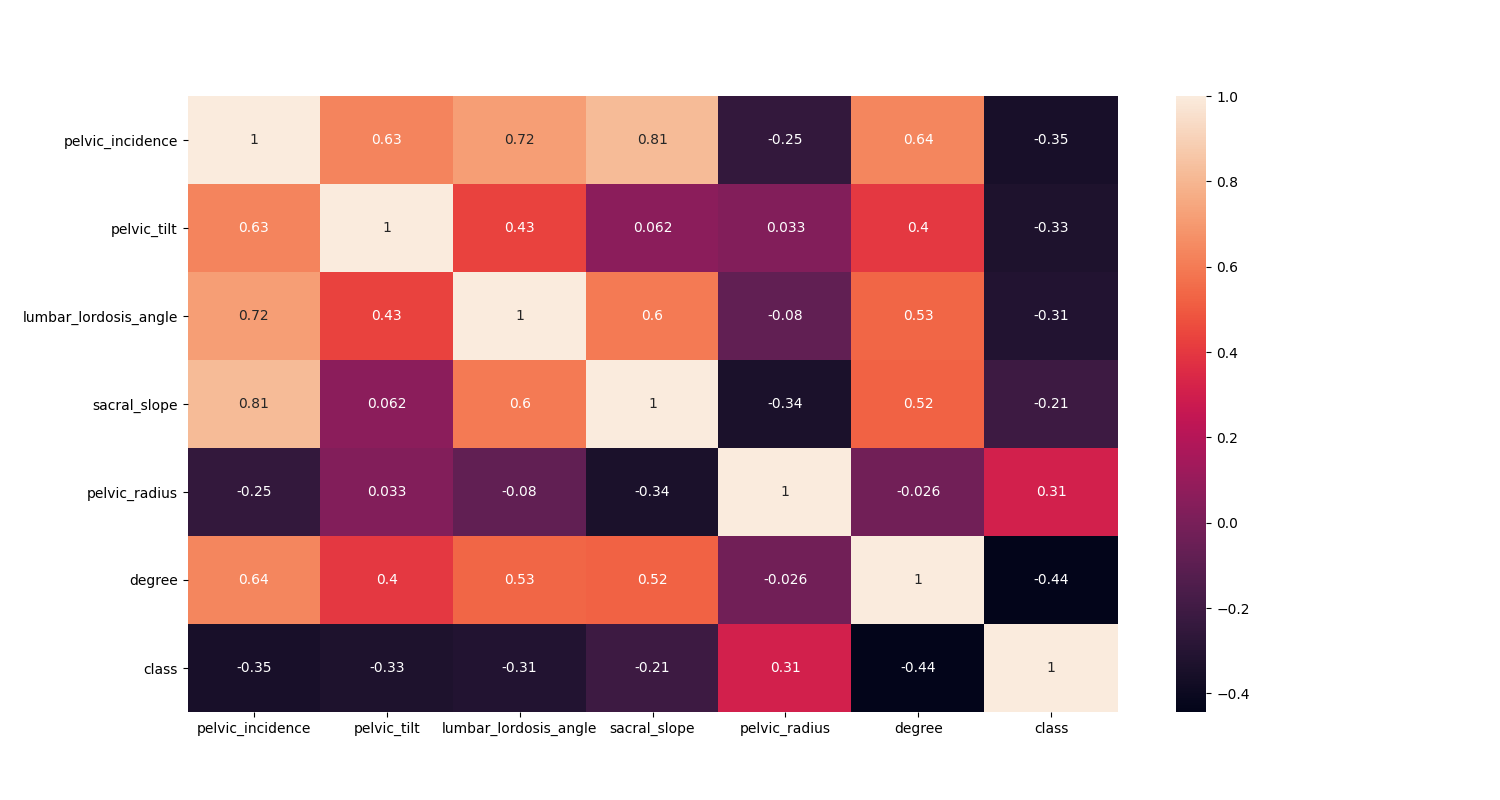 pelvic_incidence 1 0.63 0.72 0.81 -0.25 0.64 -0.35
pelvic_tilt 0.63 1 0.43 0.062 0.033 0.4 -0.33
lumbar_lordosis_angle 0.72 0.43 1 0.6 -0.08 0.53 -0.31
sacral_slope 0.81 0.062 0.6 1 -0.34 0.52 -0.21
pelvic_radius -0.25 0.033 -0.08 -0.34 1 -0.026 0.31
degree 0.64 0.4 0.53 0.52 -0.026 1 -0.44
class -0.35 -0.33 -0.31 -0.21 0.31 -0.44 1
pelvic_incidence pelvic_tilt lumbar_lordosis_angle sacral_slope pelvic_radius degree class
1.0
0.8
0.6
0.4
0.2
0.0
−0.2
−0.4